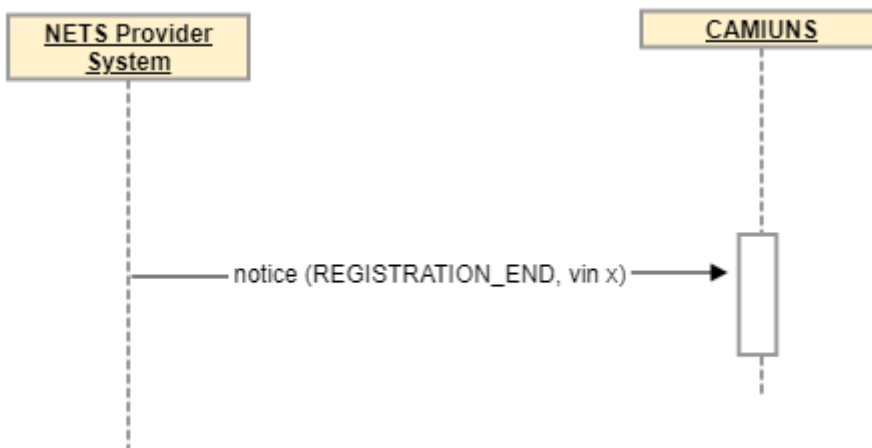 NETS Provider
System
CAMIUNS
notice (REGISTRATION_END, vin x)